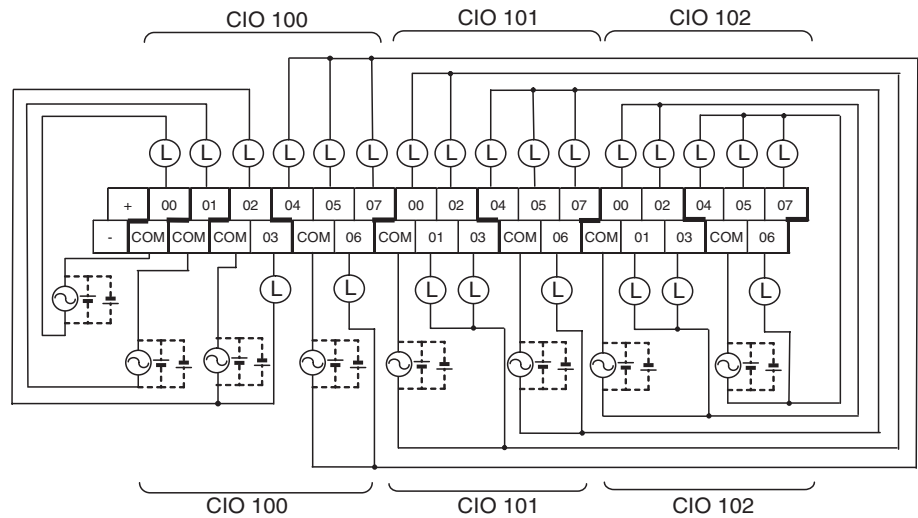 CIO 100 CIO 101 CIO 102
L L L L L L L L L L L L L L L L
+ 00 01 02 04 05 07 00 02 04 05 07 00 02 04 05 07
- COM COM COM 03 COM 06 COM 01 03 COM 06 COM 01 03 COM 06
L L L L L L L L
CIO 100 CIO 101 CIO 102